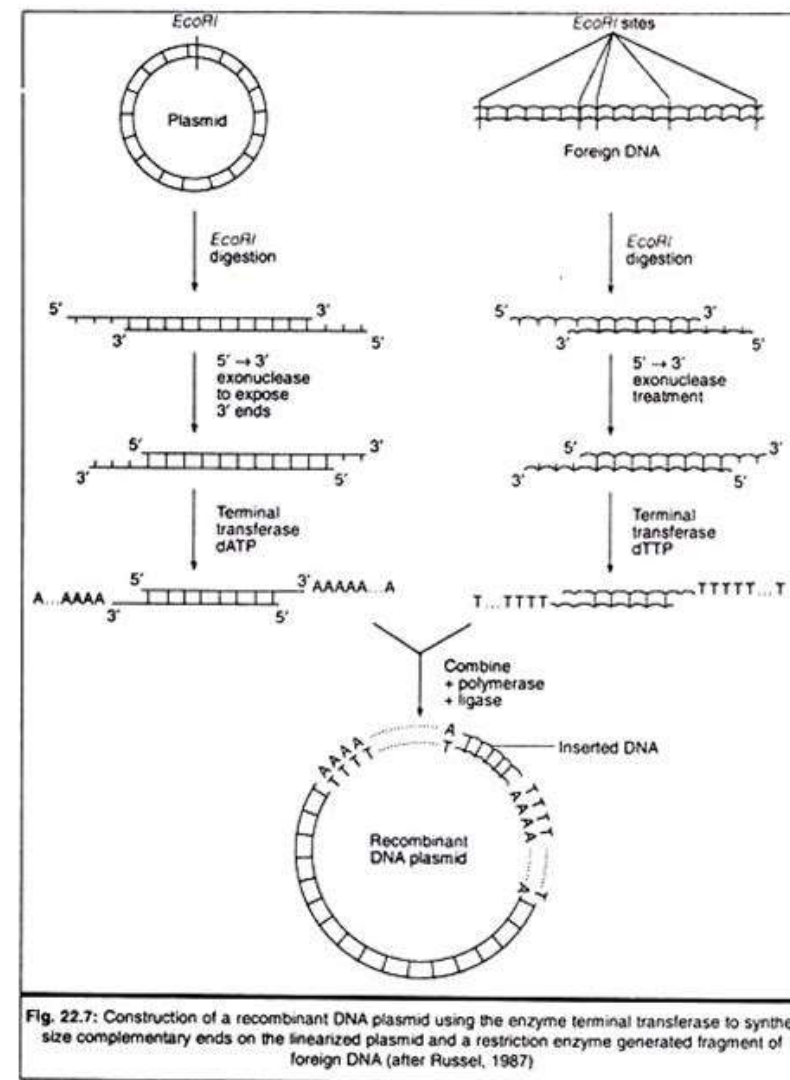 EcoRI
Plasmid
EcoRI
digestion
5′ 3′
3′ 5′
5′ → 3′
exonuclease
to expose
3′ ends
5′ 3′
3′ 5′
Terminal
transferase
dATP
5′ 3′ AAAAA...A
A...AAAA 3′ 5′
EcoRI sites
Foreign DNA
EcoRI
digestion
5′ 3′
3′ 5′
5′ → 3′
exonuclease
treatment
5′ 3′
3′ 5′
Terminal
transferase
dTTP
TTTTT...T
T...TTTT
Combine
+ polymerase
+ ligase
AAAA A
TTTT T
Inserted DNA
TTTT T
AAAA A
Recombinant
DNA plasmid
Fig. 22.7: Construction of a recombinant DNA plasmid using the enzyme terminal transferase to synthe
size complementary ends on the linearized plasmid and a restriction enzyme generated fragment of
foreign DNA (after Russel, 1987)